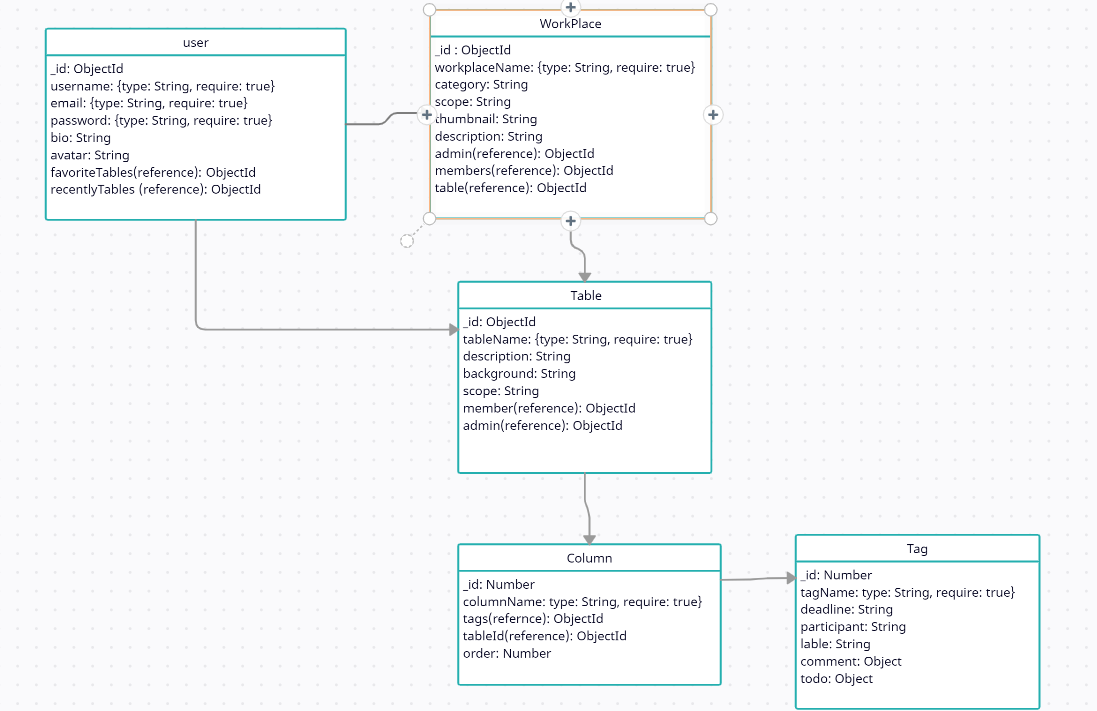 user
_id: ObjectId
username: {type: String, require: true}
email: {type: String, require: true}
password: {type: String, require: true}
bio: String
avatar: String
favoriteTables(reference): ObjectId
recentlyTables (reference): ObjectId
WorkPlace
_id : ObjectId
workplaceName: {type: String, require: true}
category: String
scope: String
thumbnail: String
description: String
admin(reference): ObjectId
members(reference): ObjectId
table(reference): ObjectId
Table
_id: ObjectId
tableName: {type: String, require: true}
description: String
background: String
scope: String
member(reference): ObjectId
admin(reference): ObjectId
Column
_id: Number
columnName: type: String, require: true}
tags(refernce): ObjectId
tableId(reference): ObjectId
order: Number
Tag
_id: Number
tagName: type: String, require: true}
deadline: String
participant: String
lable: String
comment: Object
todo: Object